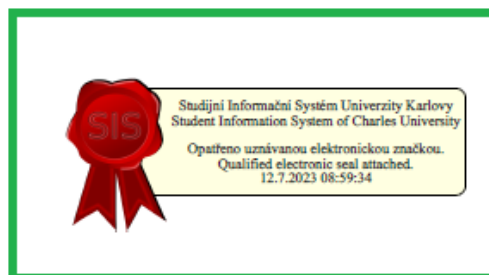 SIS
Studijní Informační Systém Univerzity Karlovy
Student Information System of Charles University
Opatřeno uznávanou elektronickou značkou.
Qualified electronic seal attached.
12.7.2023 08:59:34